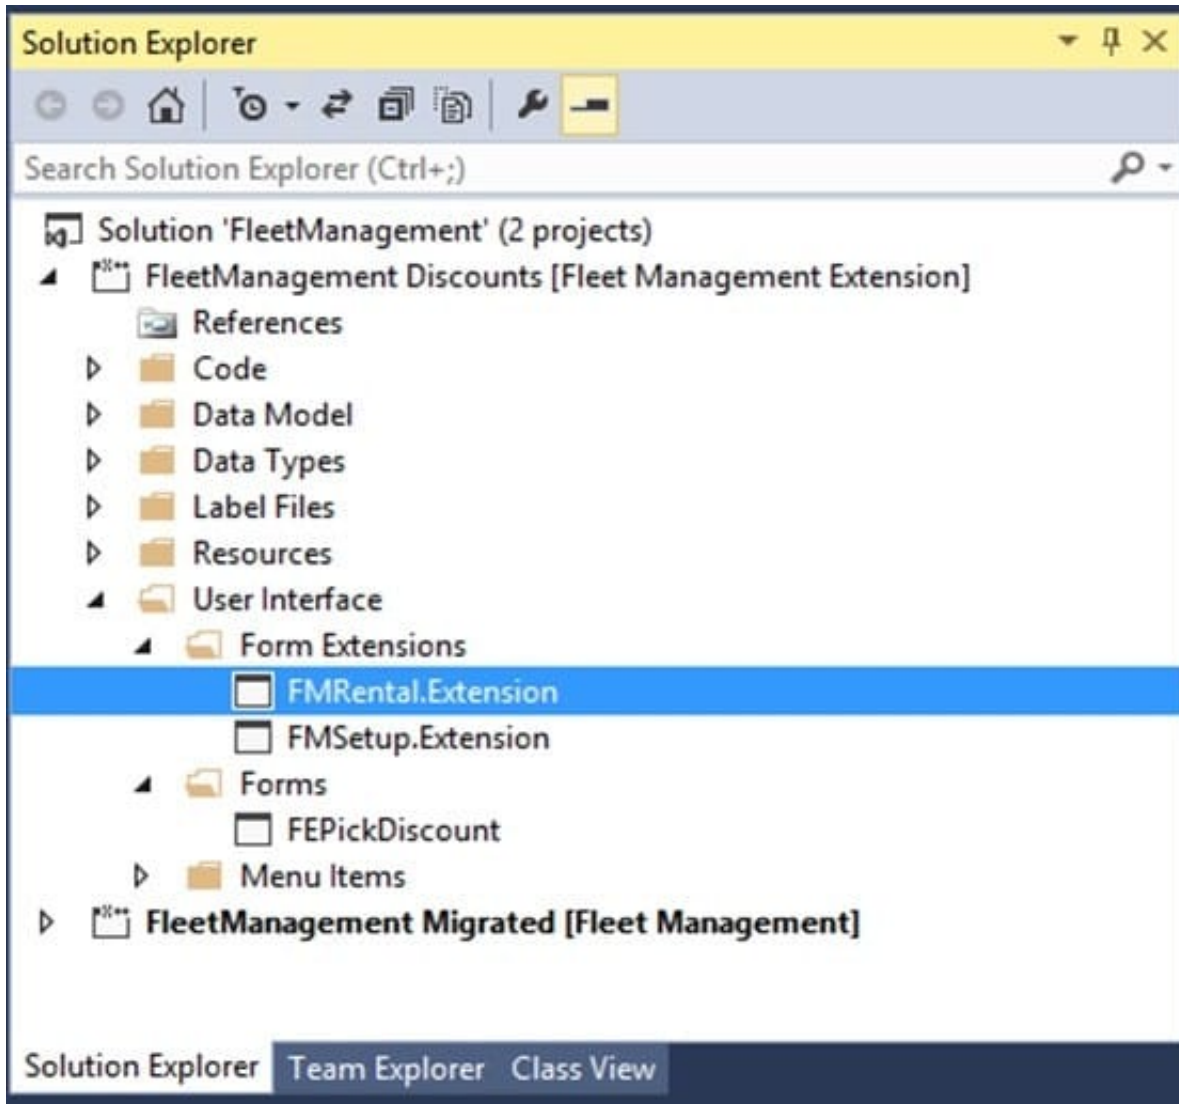 Solution Explorer
Search Solution Explorer (Ctrl+;)
Solution 'FleetManagement' (2 projects)
FleetManagement Discounts [Fleet Management Extension]
References
Code
Data Model
Data Types
Label Files
Resources
User Interface
Form Extensions
FMRental.Extension
FMSetup.Extension
Forms
FEPickDiscount
Menu Items
FleetManagement Migrated [Fleet Management]
Solution Explorer Team Explorer Class View